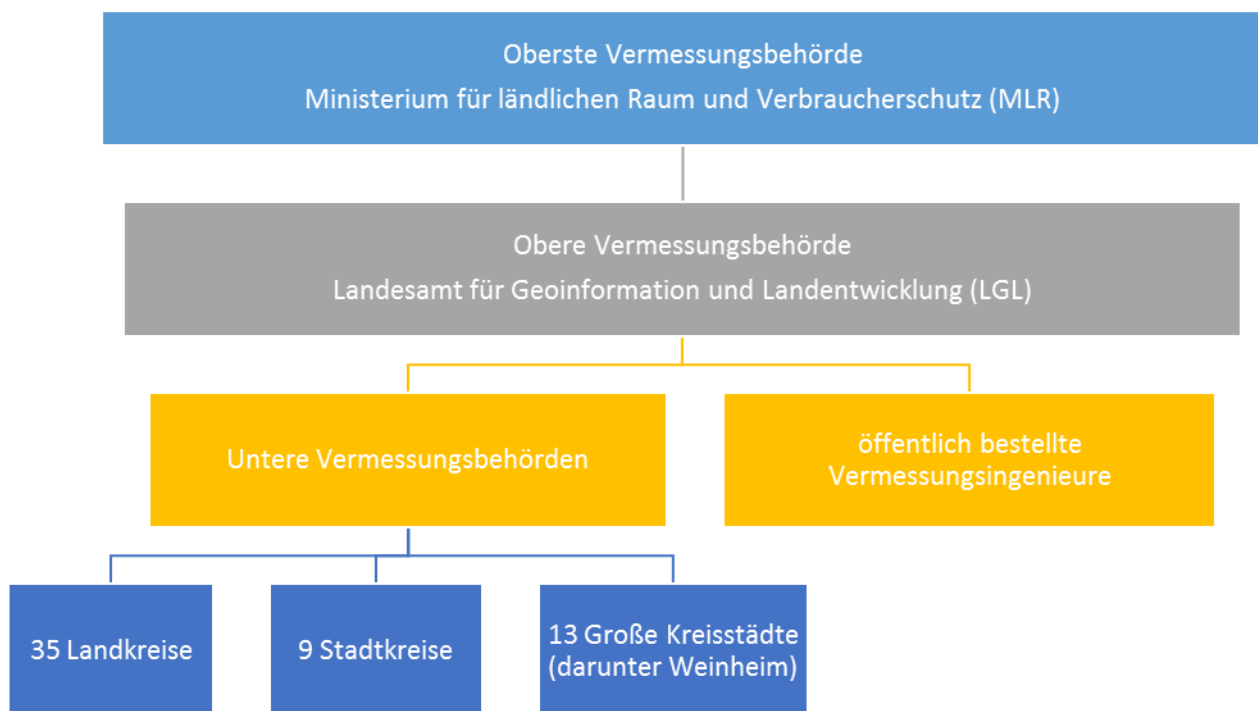 Oberste Vermessungsbehörde
Ministerium für ländlichen Raum und Verbraucherschutz (MLR)
Obere Vermessungsbehörde
Landesamt für Geoinformation und Landentwicklung (LGL)
Untere Vermessungsbehörden
öffentlich bestellte
Vermessungsingenieure
35 Landkreise
9 Stadtkreise
13 Große Kreisstädte
(darunter Weinheim)